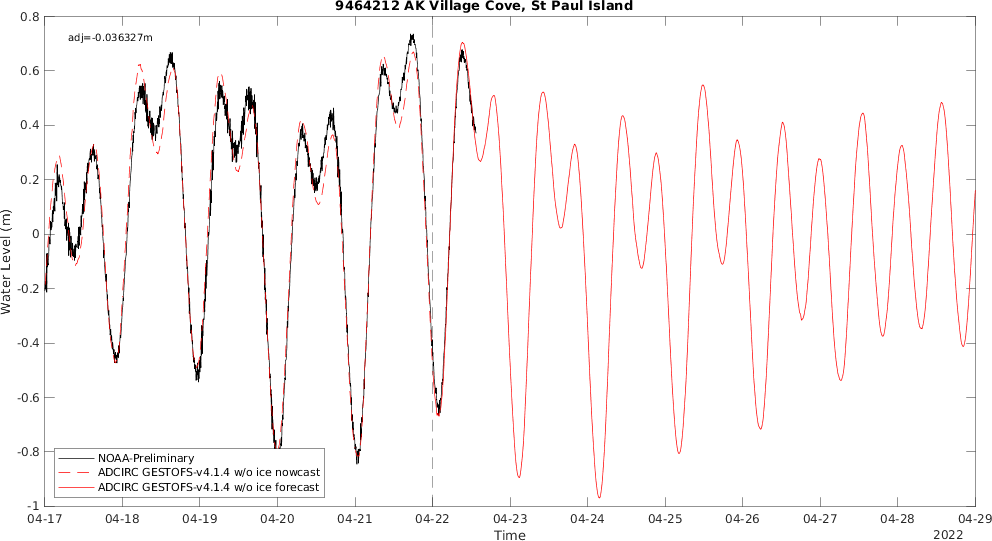 9464212 AK Village Cove, St Paul Island
adj=-0.036327m
0.8
0.6
0.4
0.2
0
-0.2
-0.4
-0.6
-0.8
-1
Water Level (m)
NOAA-Preliminary
ADCIRC GESTOFS-v4.1.4 w/o ice nowcast
ADCIRC GESTOFS-v4.1.4 w/o ice forecast
04-17 04-18 04-19 04-20 04-21 04-22 04-23 04-24 04-25 04-26 04-27 04-28 04-29
Time
2022